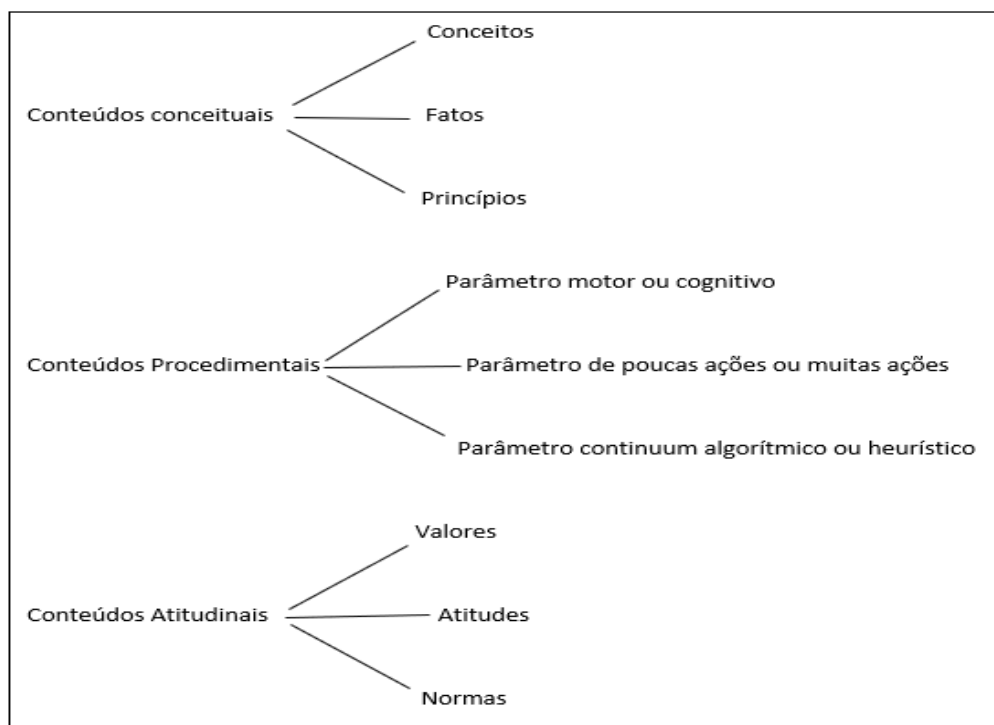 Conceitos
Conteúdos conceituais
Fatos
Princípios
Parâmetro motor ou cognitivo
Conteúdos Procedimentais
Parâmetro de poucas ações ou muitas ações
Parâmetro continuum algorítmico ou heurístico
Valores
Conteúdos Atitudinais
Atitudes
Normas